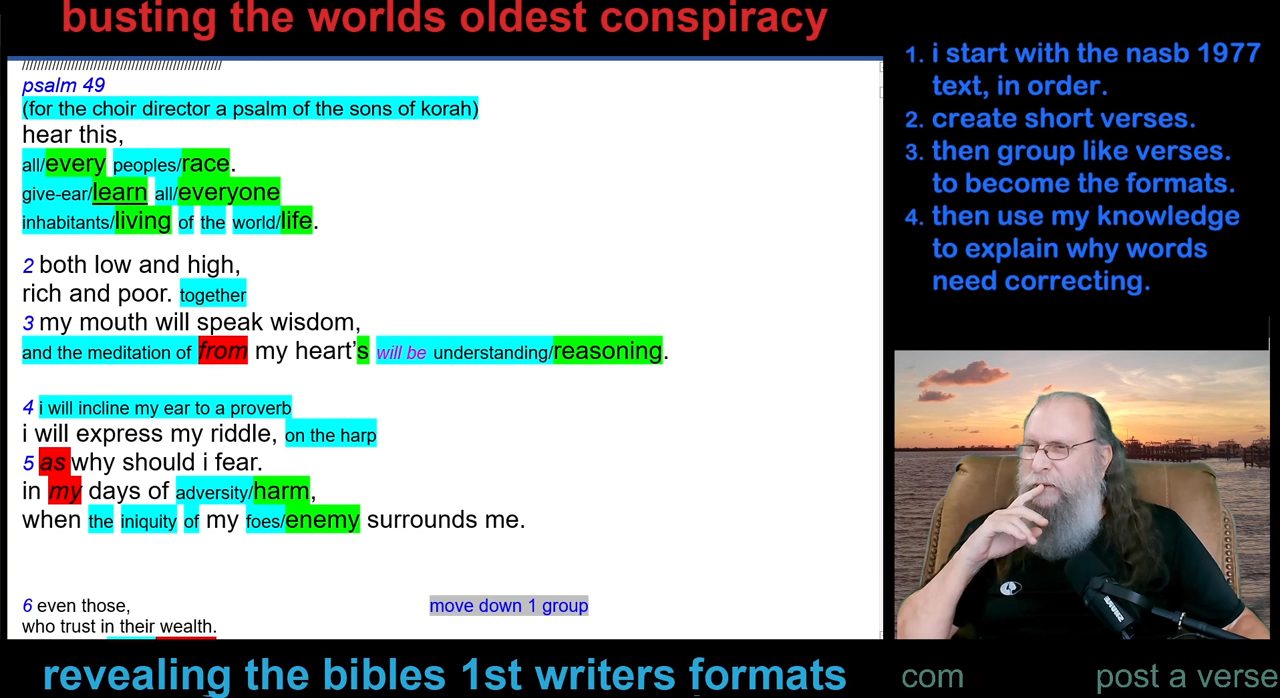 busting the worlds oldest conspiracy
////////////////////////////////////////////////////////
psalm 49
(for the choir director a psalm of the sons of korah)
hear this,
all/every peoples/race.
give-ear/learn all/everyone
inhabitants/living of the world/life.
2 both low and high,
rich and poor. together
3 my mouth will speak wisdom,
and the meditation of from my heart's will be understanding/reasoning.
4 i will incline my ear to a proverb
i will express my riddle, on the harp
5 as why should i fear.
in my days of adversity/harm,
when the iniquity of my foes/enemy surrounds me.
6 even those, move down 1 group
who trust in their wealth.
revealing the bibles 1st writers formats
1. i start with the nasb 1977
text, in order.
2. create short verses.
3. then group like verses.
to become the formats.
4. then use my knowledge
to explain why words
need correcting.
com post a verse